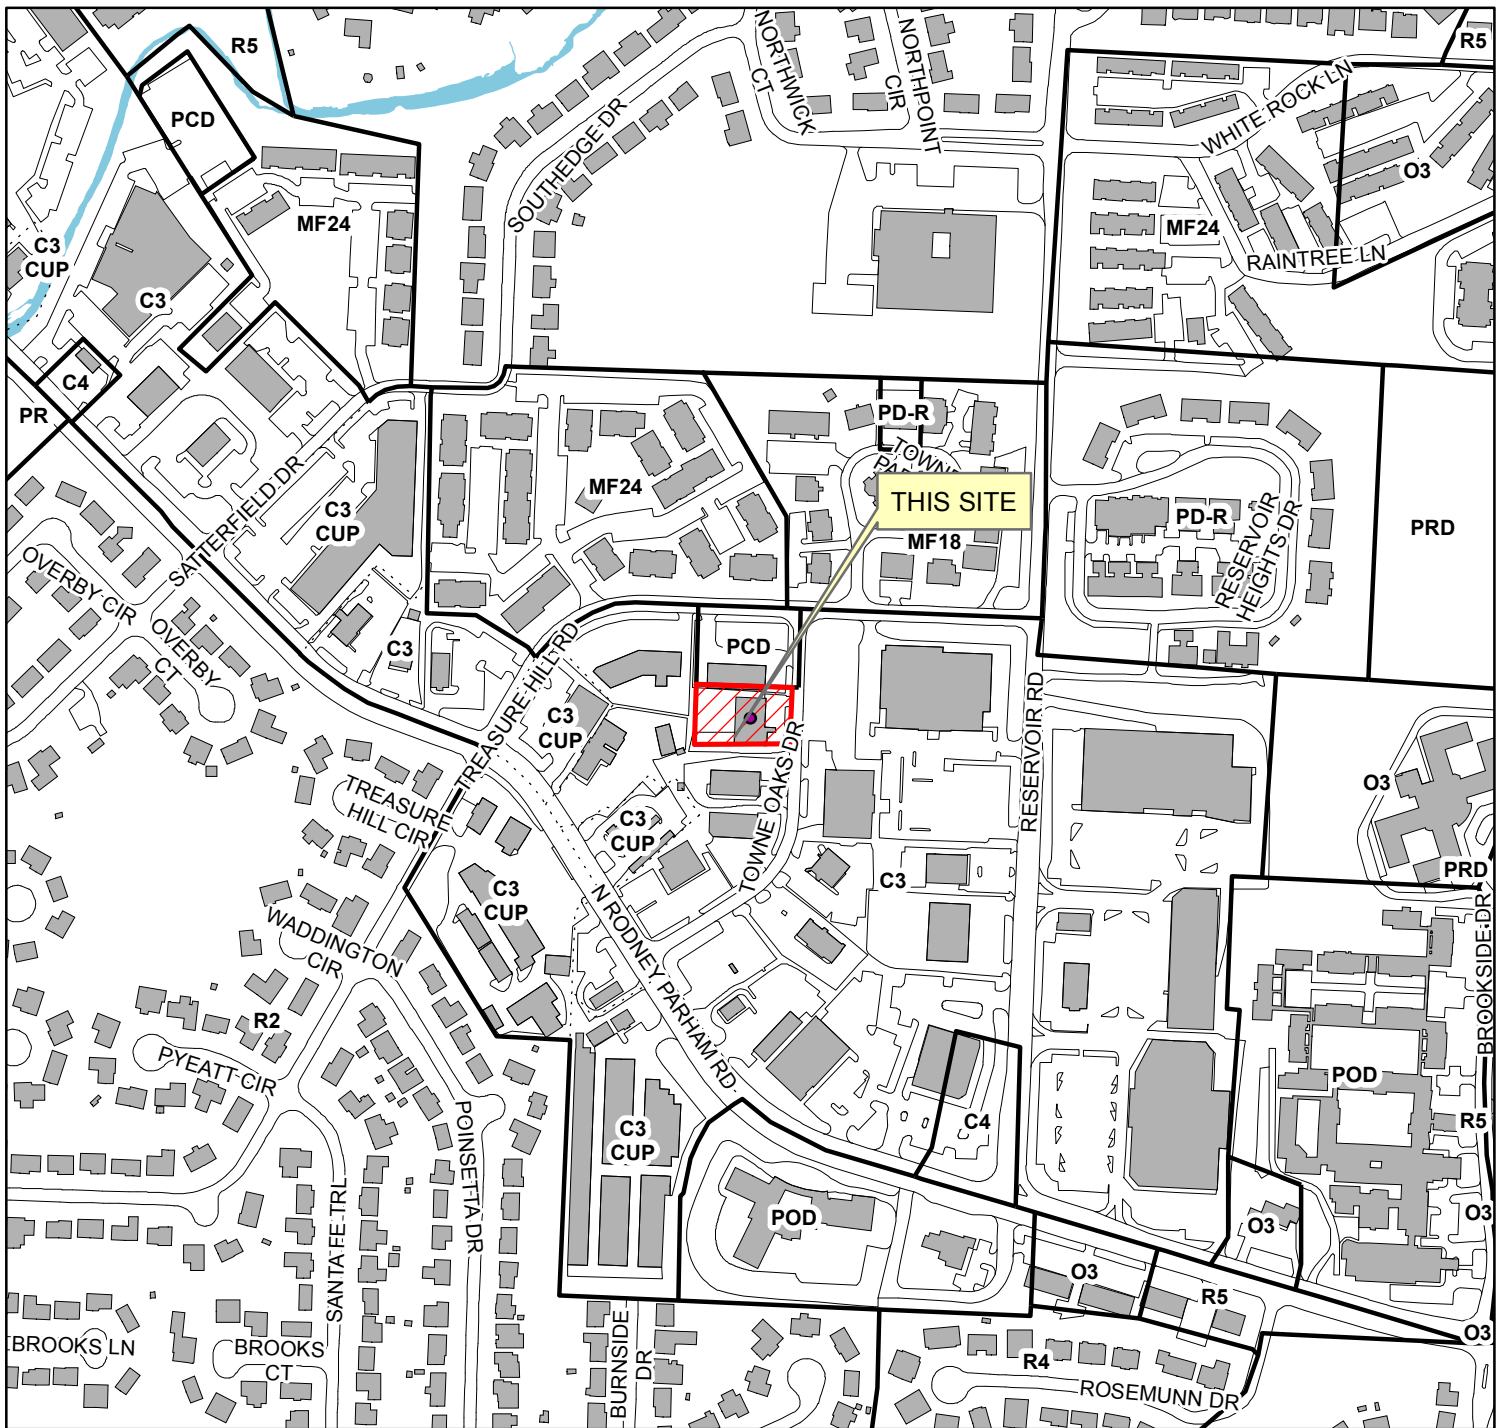 R5
NORTHWICK
CT
NORTHPOINT
CIR
R5
PCD
SOUTHEDGE DR
WHITE ROCK LN
O3
MF24
MF24
C3
CUP
RAINTREE LN
C3
C4
PR
PD-R
TOWNE
THIS SITE
MF24
C3
CUP
SATTERFIELD DR
MF18
PD-R
RESERVOIR
HEIGHTS DR
PRD
OVERBY CIR
OVERBY
CT
C3
TREASURE HILL RD
PCD
C3
CUP
TOWNE OAKS DR
RESERVOIR RD
TREASURE
HILL CIR
O3
C3
CUP
C3
PRD
C3
CUP
N RODNEY PARHAM RD
WADDINGTON
CIR
BROOKSIDE DR
R2
PYEATT CIR
POD
C4
R5
C3
CUP
POINSETTA DR
SANTA FE TRL
POD
O3
O3
O3
R5
BROOKS LN
BROOKS
CT
BURNSIDE
DR
O3
R4
ROSEMUNN DR